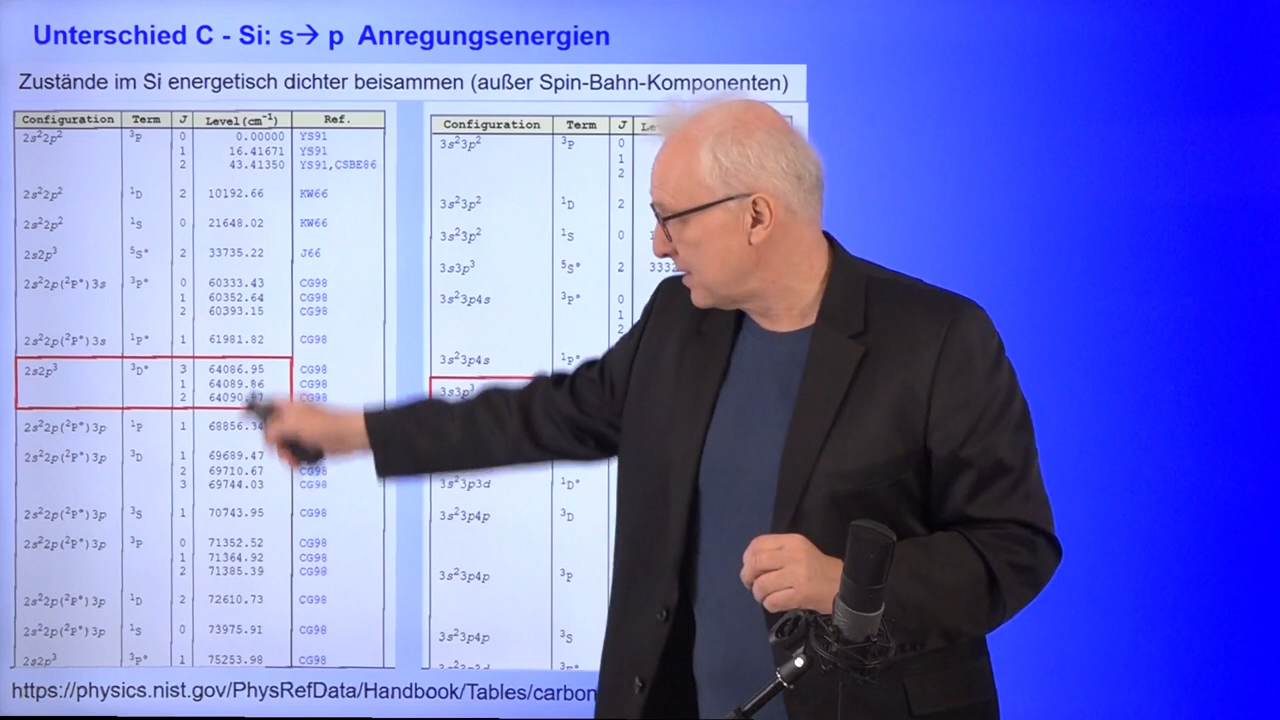 Unterschied C - Si: s→ p Anregungsenergien
Zustände im Si energetisch dichter beisammen (außer Spin-Bahn-Komponenten)
Configuration Term J Level (cm⁻¹) Ref.
2s²2p² ³P 0 0.00000 YS91
1 16.41671 YS91
2 43.41350 YS91,CSBE86
2s²2p² ¹D 2 10192.66 KW66
2s²2p² ¹S 0 21648.02 KW66
2s2p³ ⁵S° 2 33735.22 J66
2s²2p(²P°)3s ³P° 0 60333.43 CG98
1 60352.64 CG98
2 60393.15 CG98
2s²2p(²P°)3s ¹P° 1 61981.82 CG98
2s2p³ ³D° 3 64086.95 CG98
1 64089.86 CG98
2 CG98
2s²2p(²P°)3p ¹P 1
2s²2p(²P°)3p ³D 1 69689.47
2 69710.67 CG98
3 69744.03 CG98
2s²2p(²P°)3p ³S 1 70743.95 CG98
2s²2p(²P°)3p ³P 0 71352.52 CG98
1 71364.92 CG98
2 71385.39 CG98
2s²2p(²P°)3p ¹D 2 72610.73 CG98
2s²2p(²P°)3p ¹S 0 73975.91 CG98
2s2p³ ³P° 1 75253.98 CG98
Configuration Term J
3s²3p² ³P 0
1
2
3s²3p² ¹D 2
3s²3p² ¹S 0
3s3p³ ⁵S° 2
3s²3p4s ³P° 0
1
2
3s²3p4s ¹P°
3s3p³
3s²3p3d ¹D°
3s²3p4p ³D
3s²3p4p ³P
3s²3p4p ³S
https://physics.nist.gov/PhysRefData/Handbook/Tables/carbon